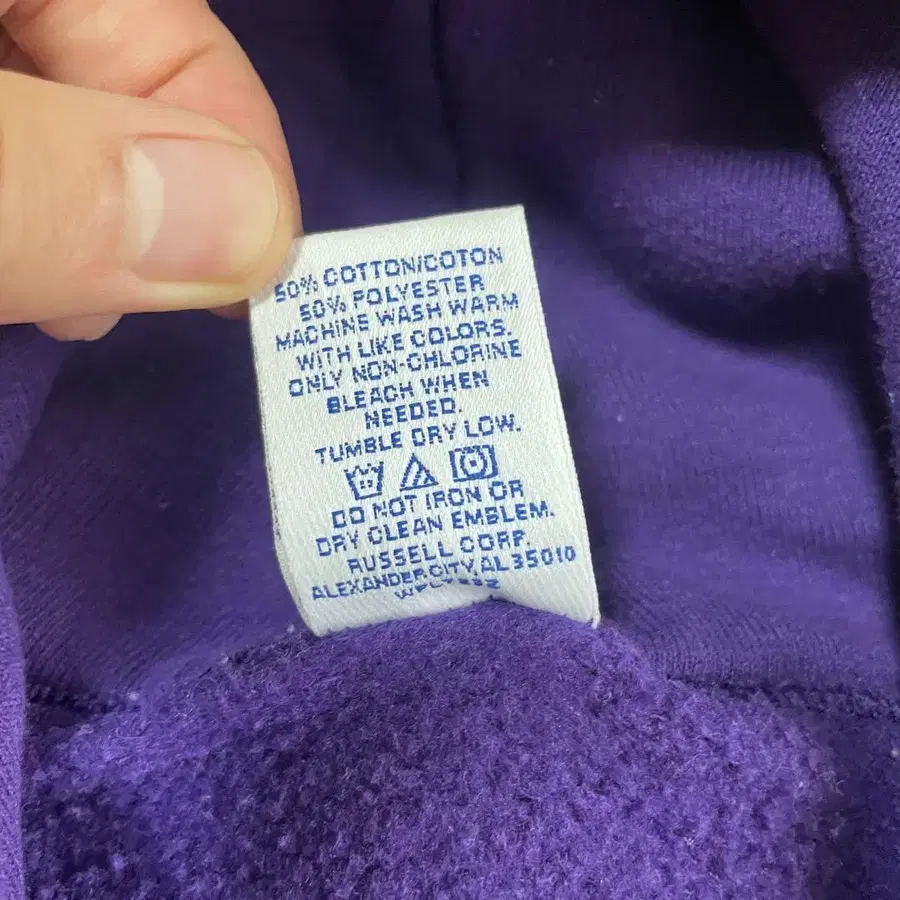 50% COTTON/COTON
50% POLYESTER
MACHINE WASH WARM
WITH LIKE COLORS.
ONLY NON-CHLORINE
BLEACH WHEN
NEEDED.
TUMBLE DRY LOW.
DO NOT IRON OR
DRY CLEAN EMBLEM.
RUSSELL CORP.
ALEXANDER CITY, AL 35010